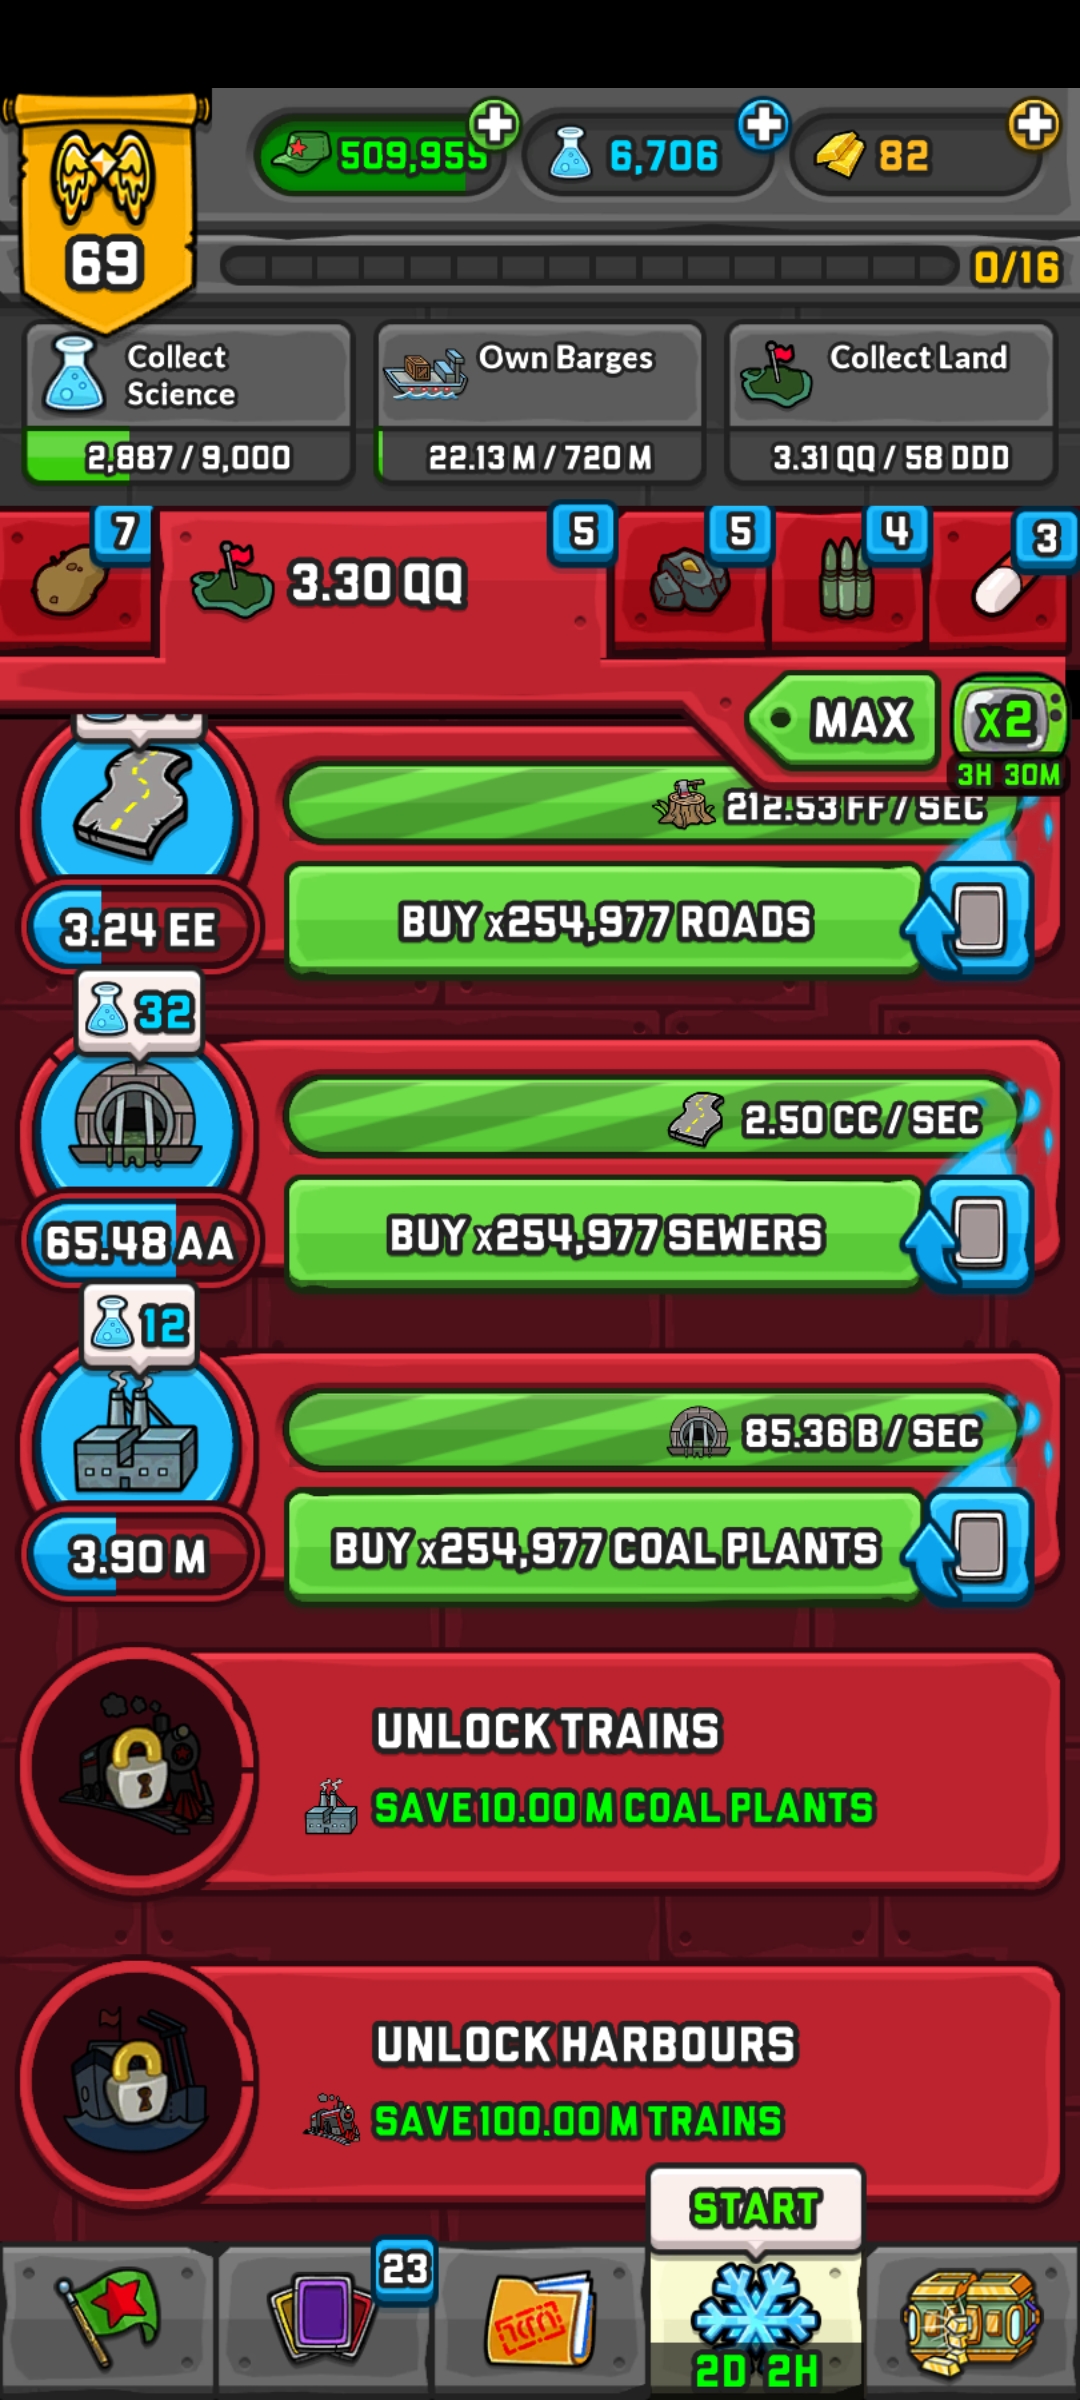 509,955
6,706
82
69
0/16
Collect
Science
2,887 / 9,000
Own Barges
22.13 M / 720 M
Collect Land
3.31 QQ / 58 DDD
7
3.30 QQ
5
5
4
3
MAX
x2
3H 30M
212.53 FF / SEC
BUY x254,977 ROADS
3.24 EE
32
2.50 CC / SEC
BUY x254,977 SEWERS
65.48 AA
12
85.36 B / SEC
BUY x254,977 COAL PLANTS
3.90 M
UNLOCK TRAINS
SAVE 10.00 M COAL PLANTS
UNLOCK HARBOURS
SAVE 100.00 M TRAINS
START
23
2D 2H